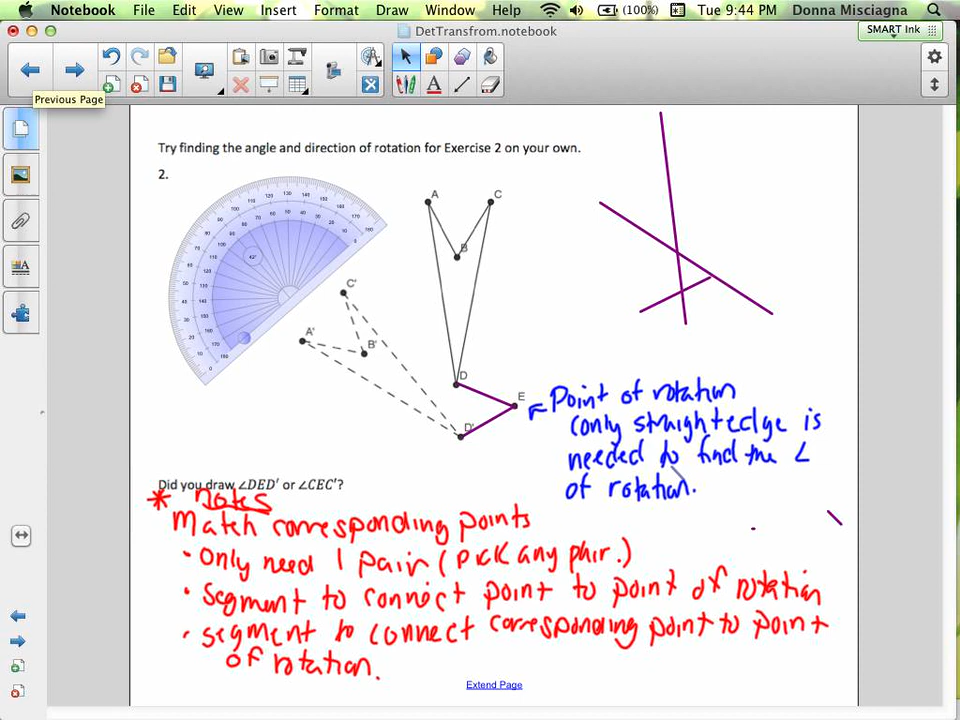 Notebook File Edit View Insert Format Draw Window Help (100%) Tue 9:44 PM Donna Misciagna
DetTransfrom.notebook
SMART Ink
Previous Page
Try finding the angle and direction of rotation for Exercise 2 on your own.
2.
A C
B
42°
C'
A'
B'
D
E
D'
Point of rotation
(only straightedge is
needed to find the ∠
of rotation.
Did you draw ∠DED' or ∠CEC'?
* Notes
Match corresponding points
• Only need 1 pair (pick any phir.)
• Segment to connect point to point of rotation
• segment to connect corresponding point to point
of rotation.
Extend Page